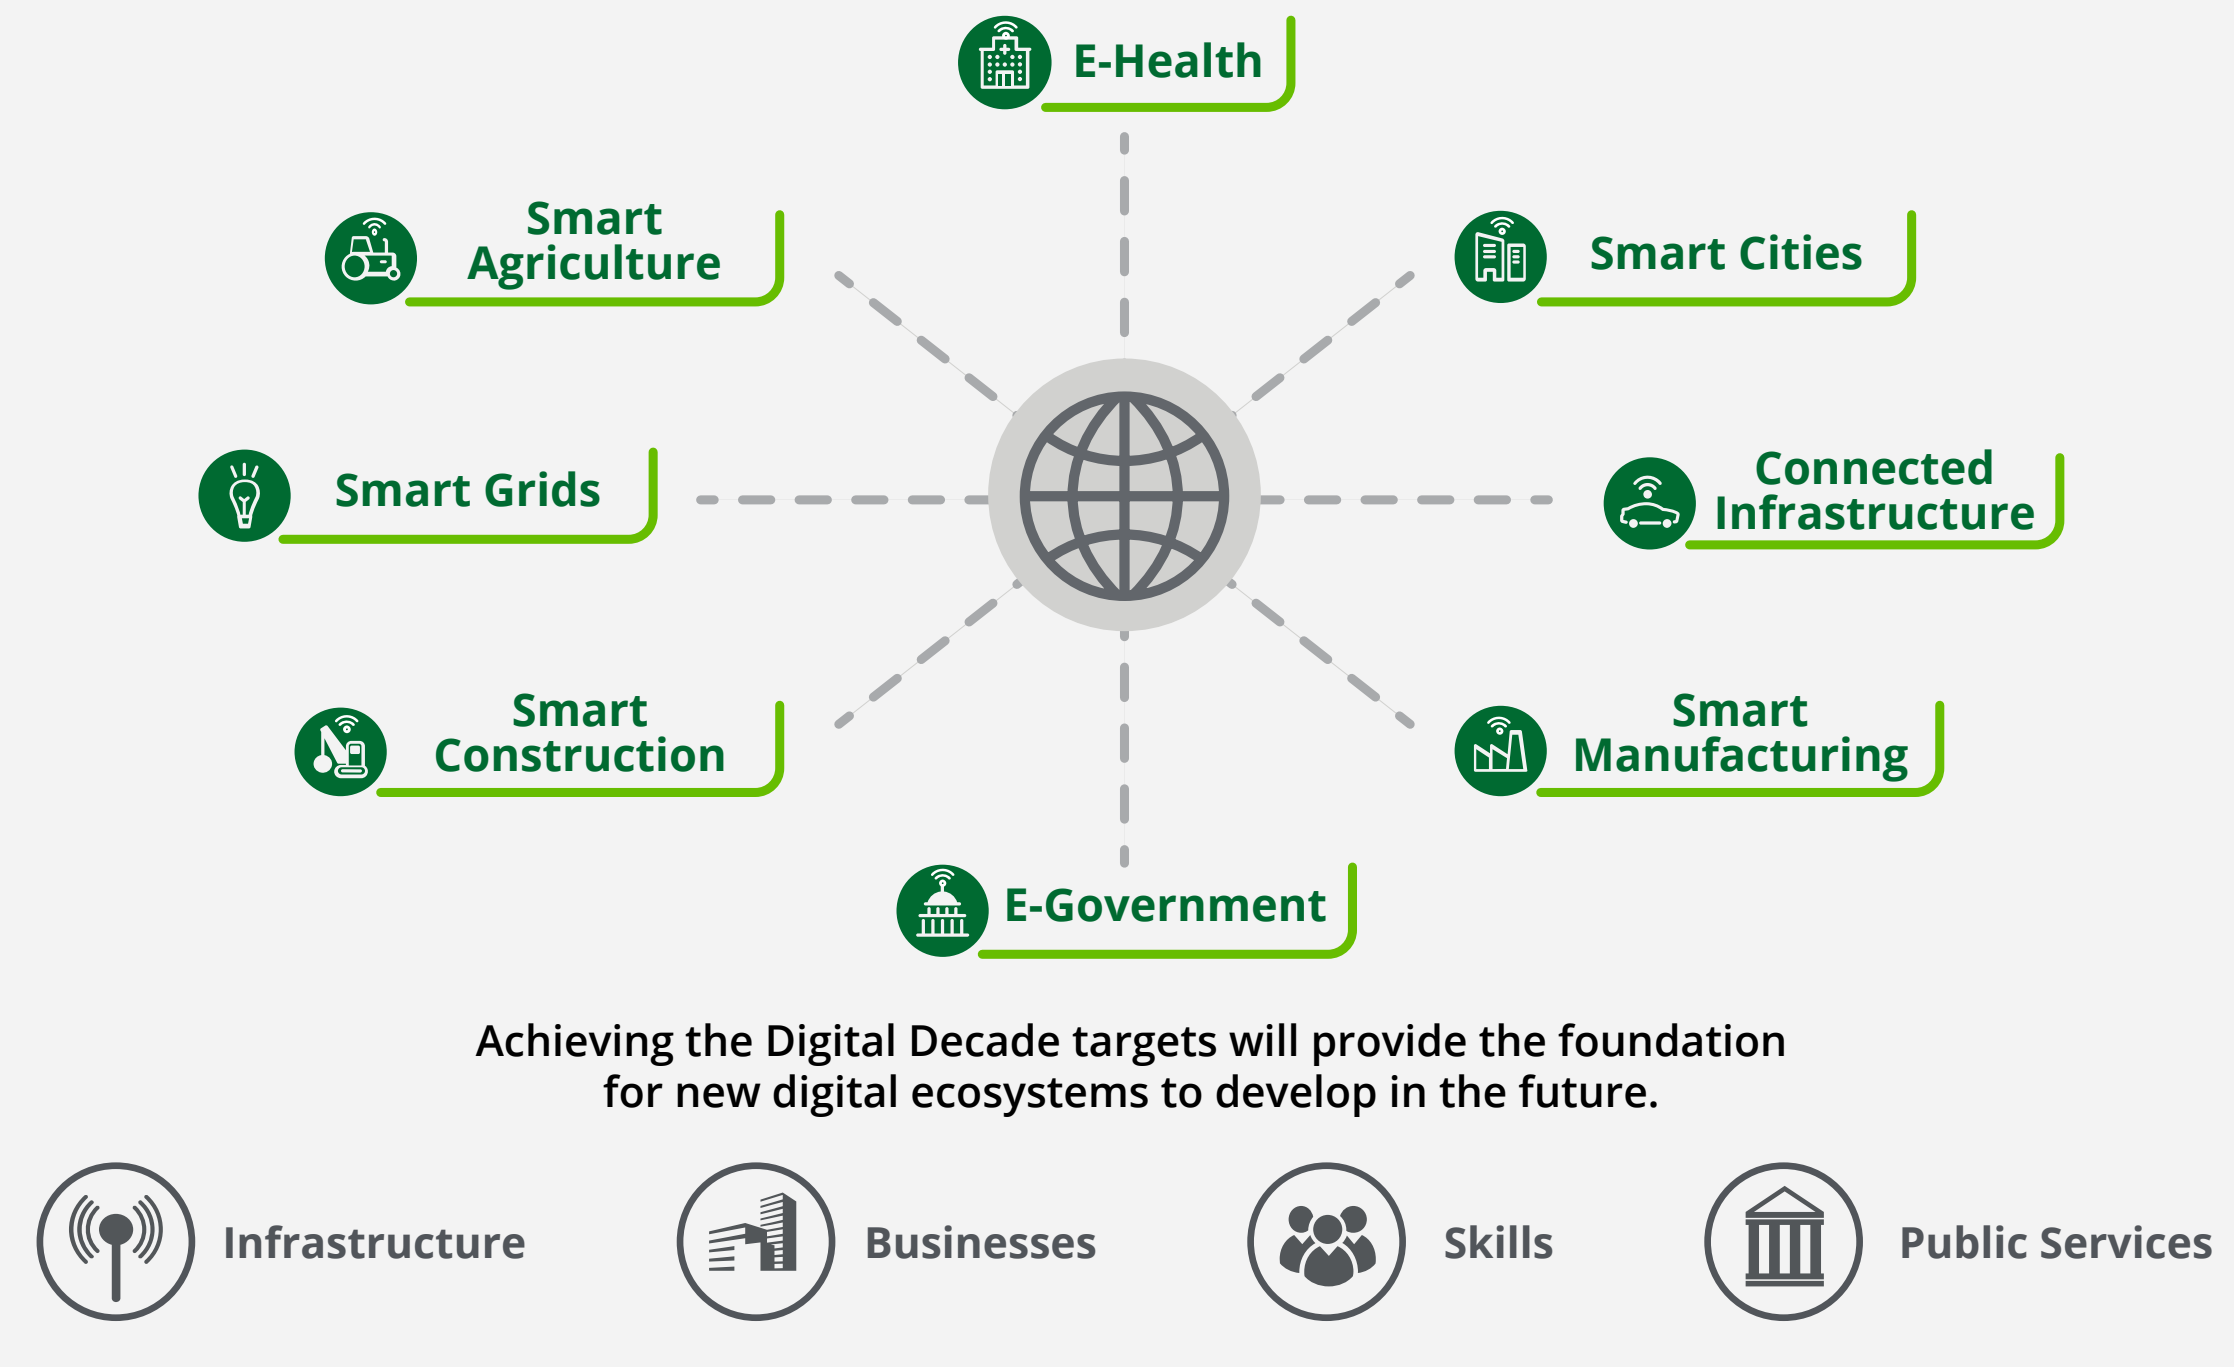 E-Health
Smart
Agriculture
Smart Cities
Smart Grids
Connected
Infrastructure
Smart
Construction
Smart
Manufacturing
E-Government
Achieving the Digital Decade targets will provide the foundation
for new digital ecosystems to develop in the future.
Infrastructure
Businesses
Skills
Public Services